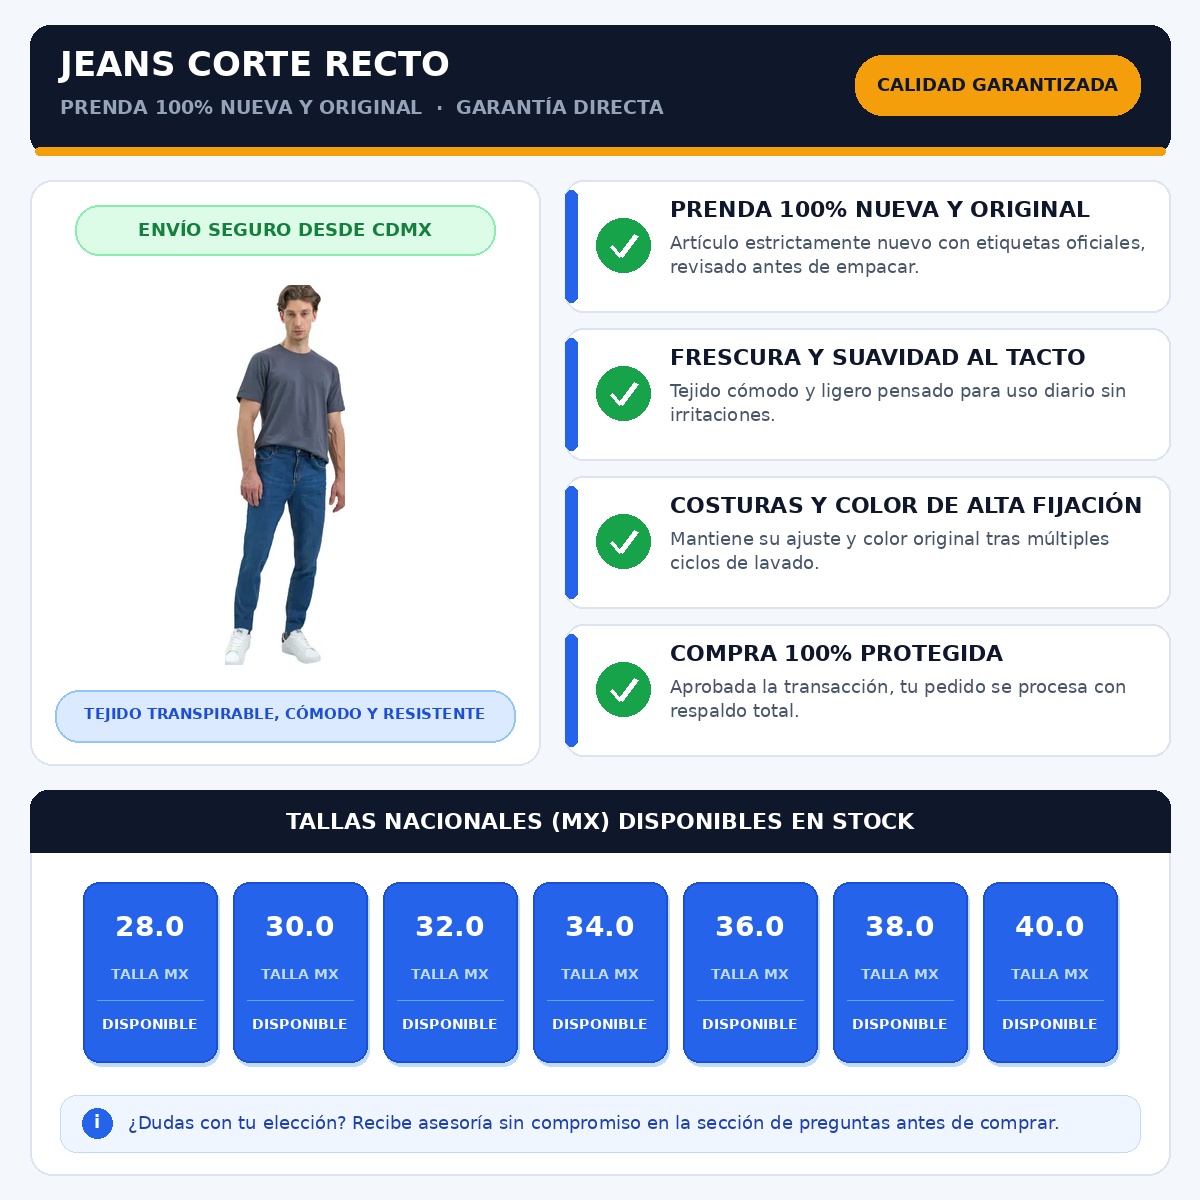 JEANS CORTE RECTO
PRENDA 100% NUEVA Y ORIGINAL · GARANTÍA DIRECTA
CALIDAD GARANTIZADA
ENVÍO SEGURO DESDE CDMX
TEJIDO TRANSPIRABLE, CÓMODO Y RESISTENTE
PRENDA 100% NUEVA Y ORIGINAL
Artículo estrictamente nuevo con etiquetas oficiales,
revisado antes de empacar.
FRESCURA Y SUAVIDAD AL TACTO
Tejido cómodo y ligero pensado para uso diario sin
irritaciones.
COSTURAS Y COLOR DE ALTA FIJACIÓN
Mantiene su ajuste y color original tras múltiples
ciclos de lavado.
COMPRA 100% PROTEGIDA
Aprobada la transacción, tu pedido se procesa con
respaldo total.
TALLAS NACIONALES (MX) DISPONIBLES EN STOCK
28.0 30.0 32.0 34.0 36.0 38.0 40.0
TALLA MX TALLA MX TALLA MX TALLA MX TALLA MX TALLA MX TALLA MX
DISPONIBLE DISPONIBLE DISPONIBLE DISPONIBLE DISPONIBLE DISPONIBLE DISPONIBLE
i ¿Dudas con tu elección? Recibe asesoría sin compromiso en la sección de preguntas antes de comprar.